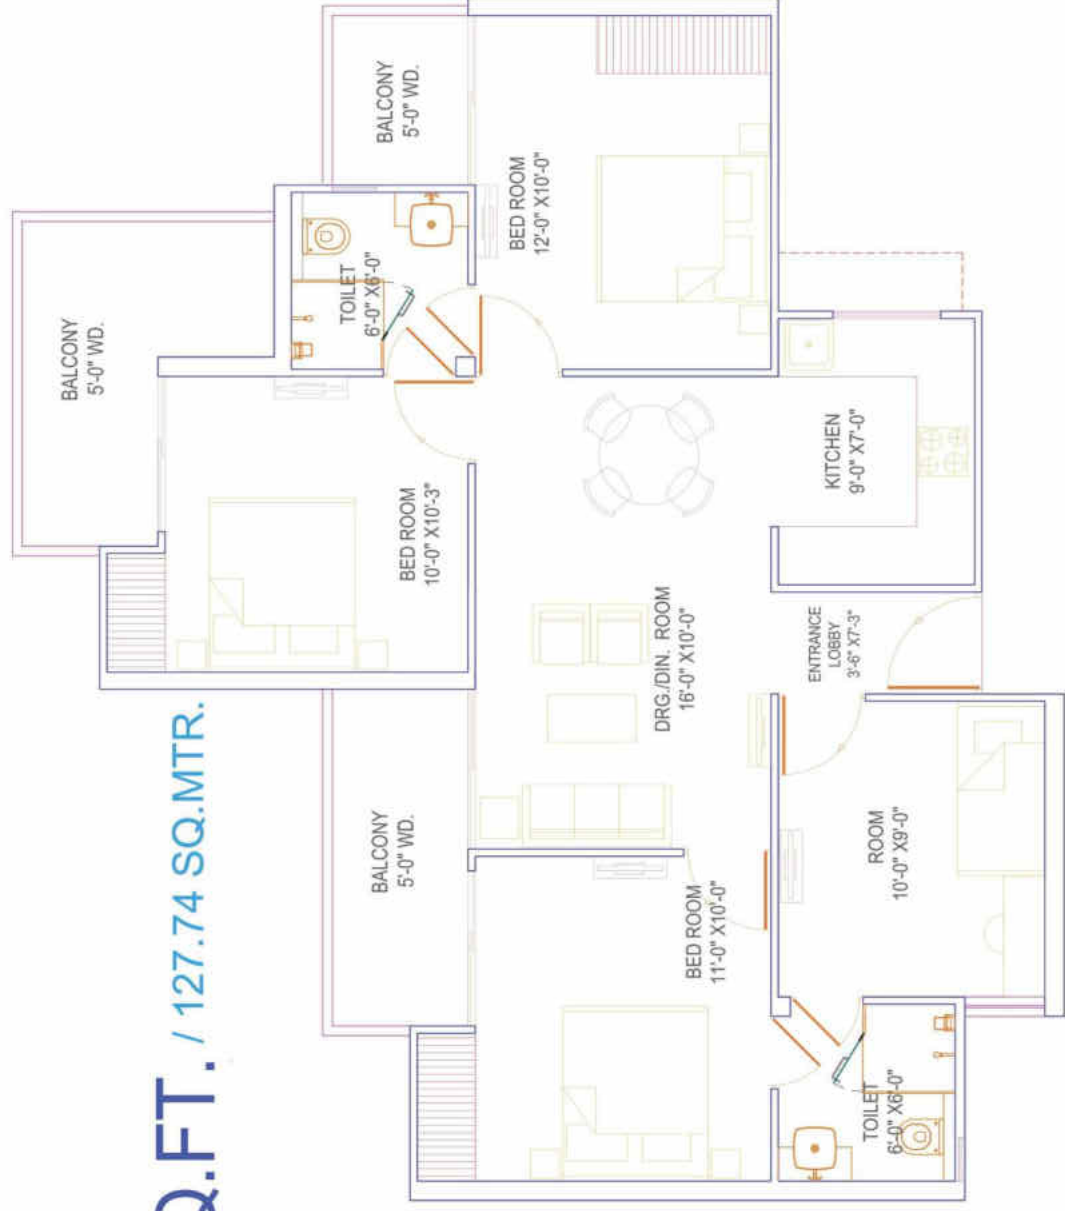 Q.FT. / 127.74 SQ.MTR.
BALCONY
5'-0" WD.
BALCONY
5'-0" WD.
BALCONY
5'-0" WD.
TOILET
6'-0" X6'-0"
BED ROOM
12'-0" X10'-0"
BED ROOM
10'-0" X10'-3"
KITCHEN
9'-0" X7'-0"
DRG./DIN. ROOM
16'-0" X10'-0"
ENTRANCE
LOBBY
3'-6" X7'-3"
BED ROOM
11'-0" X10'-0"
ROOM
10'-0" X9'-0"
TOILET
6'-0" X6'-0"